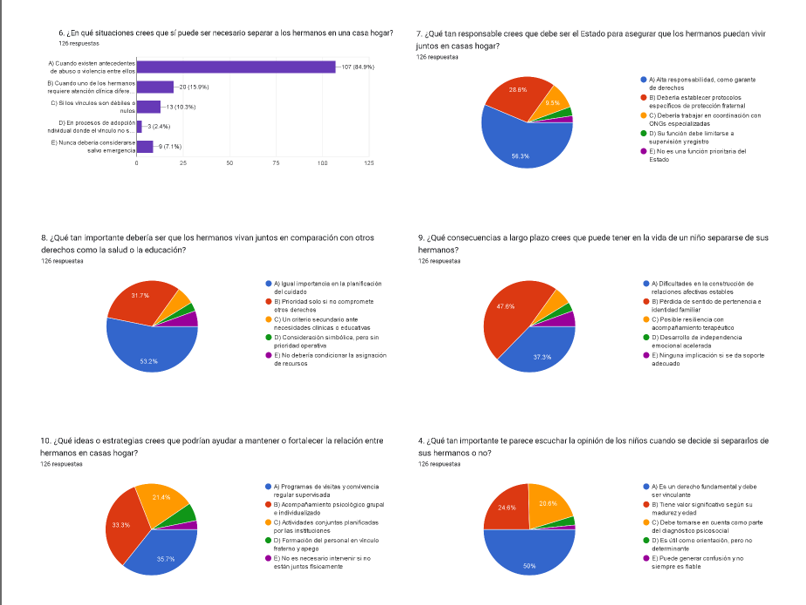 6. ¿En qué situaciones crees que sí puede ser necesario separar a los hermanos en una casa hogar?
126 respuestas
A) Cuando existen antecedentes
de abuso o violencia entre ellos
B) Cuando uno de los hermanos
requiere atención clínica difere...
C) Si los vínculos son débiles o
nulos
D) En procesos de adopción
ndividual donde el vínculo no s...
E) Nunca debería considerarse
salvo emergencia
107 (84.9%)
20 (15.9%)
13 (10.3%)
3 (2.4%)
9 (7.1%)
0 25 50 75 100 125
7. ¿Qué tan responsable crees que debe ser el Estado para asegurar que los hermanos puedan vivir
juntos en casas hogar?
126 respuestas
28.6%
9.5%
56.3%
A) Alta responsabilidad, como garante
de derechos
B) Debería establecer protocolos
específicos de protección fraternal
C) Debería trabajar en coordinación con
ONGs especializadas
D) Su función debe limitarse a
supervisión y registro
E) No es una función prioritaria del
Estado
8. ¿Qué tan importante debería ser que los hermanos vivan juntos en comparación con otros
derechos como la salud o la educación?
126 respuestas
31.7%
53.2%
A) Igual importancia en la planificación
del cuidado
B) Prioridad solo si no compromete
otros derechos
C) Un criterio secundario ante
necesidades clínicas o educativas
D) Consideración simbólica, pero sin
prioridad operativa
E) No debería condicionar la asignación
de recursos
9. ¿Qué consecuencias a largo plazo crees que puede tener en la vida de un niño separarse de sus
hermanos?
126 respuestas
47.6%
37.3%
A) Dificultades en la construcción de
relaciones afectivas estables
B) Pérdida de sentido de pertenencia e
identidad familiar
C) Posible resiliencia con
acompañamiento terapéutico
D) Desarrollo de independencia
emocional acelerada
E) Ninguna implicación si se da soporte
adecuado
10. ¿Qué ideas o estrategias crees que podrían ayudar a mantener o fortalecer la relación entre
hermanos en casas hogar?
126 respuestas
21.4%
33.3%
35.7%
A) Programas de visitas y convivencia
regular supervisada
B) Acompañamiento psicológico grupal
e individualizado
C) Actividades conjuntas planificadas
por las instituciones
D) Formación del personal en vínculo
fraterno y apego
E) No es necesario intervenir si no
están juntos físicamente
4. ¿Qué tan importante te parece escuchar la opinión de los niños cuando se decide si separarlos de
sus hermanos o no?
126 respuestas
24.6%
20.6%
50%
A) Es un derecho fundamental y debe
ser vinculante
B) Tiene valor significativo según su
madurez y edad
C) Debe tomarse en cuenta como parte
del diagnóstico psicosocial
D) Es útil como orientación, pero no
determinante
E) Puede generar confusión y no
siempre es fiable